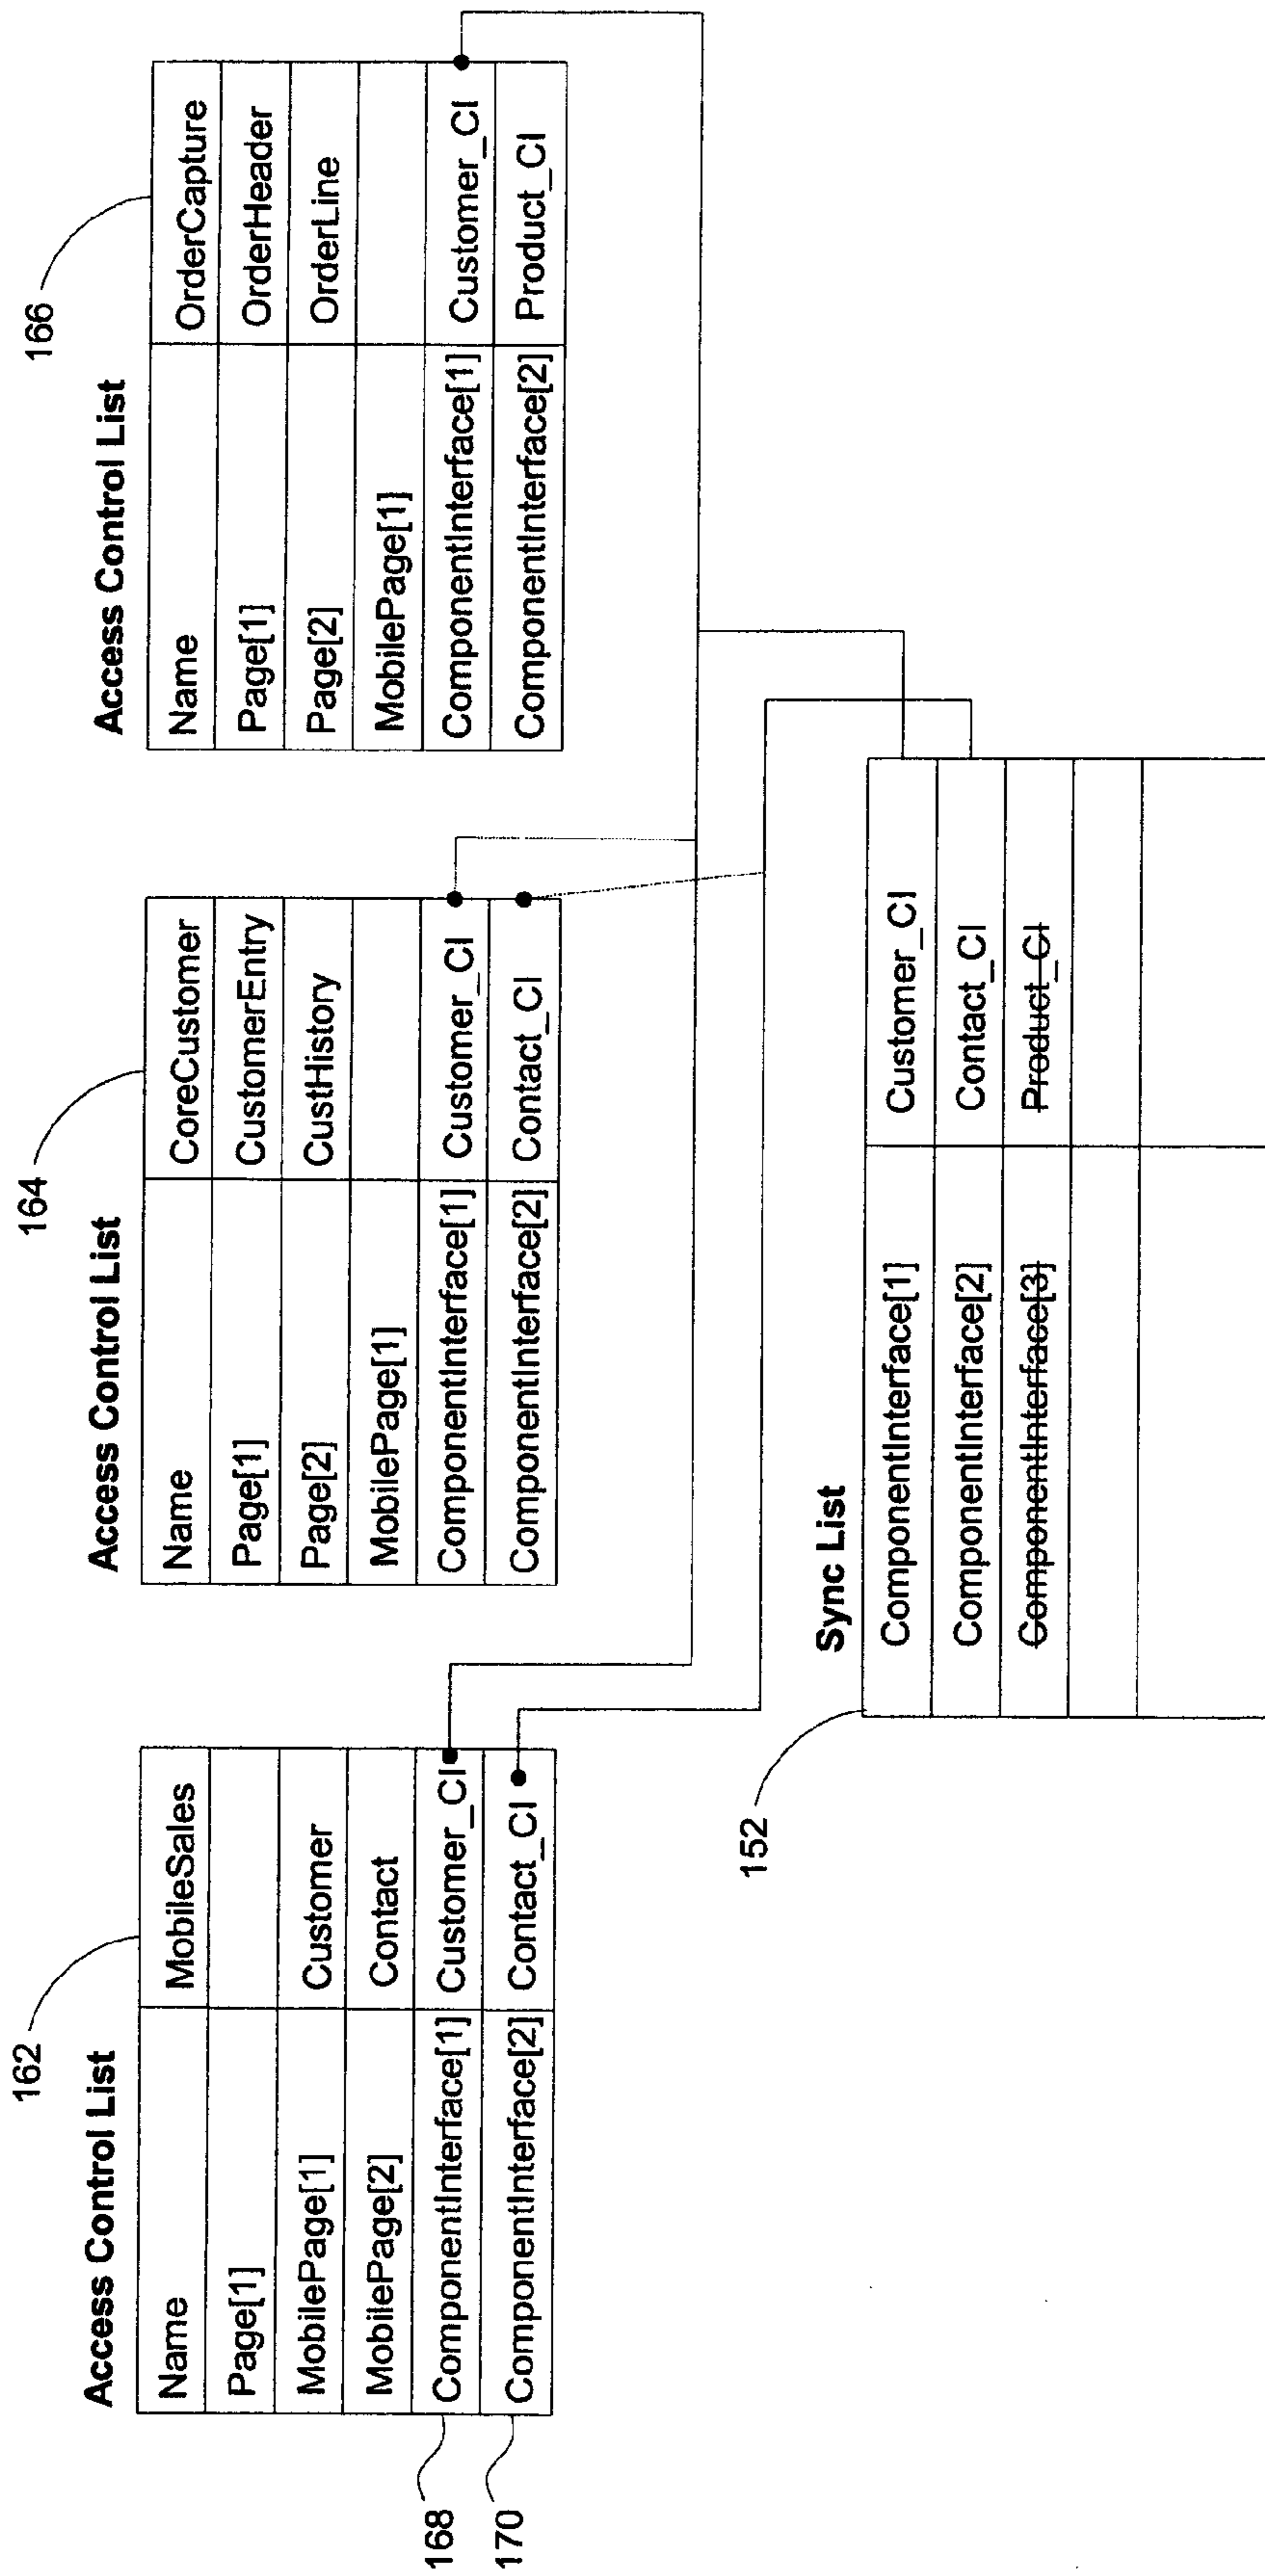 162
Access Control List
Name MobileSales
Page[1]
MobilePage[1] Customer
MobilePage[2] Contact
168 ComponentInterface[1] Customer_CI
170 ComponentInterface[2] Contact_CI
164
Access Control List
Name CoreCustomer
Page[1] CustomerEntry
Page[2] CustHistory
MobilePage[1]
ComponentInterface[1] Customer_CI
ComponentInterface[2] Contact_CI
166
Access Control List
Name OrderCapture
Page[1] OrderHeader
Page[2] OrderLine
MobilePage[1]
ComponentInterface[1] Customer_CI
ComponentInterface[2] Product_CI
152
Sync List
ComponentInterface[1] Customer_CI
ComponentInterface[2] Contact_CI
ComponentInterface[3] Product_CI